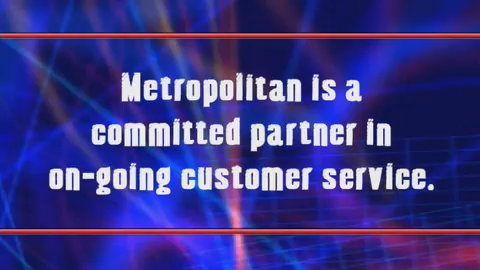 Metropolitan is a
committed partner in
on-going customer service.